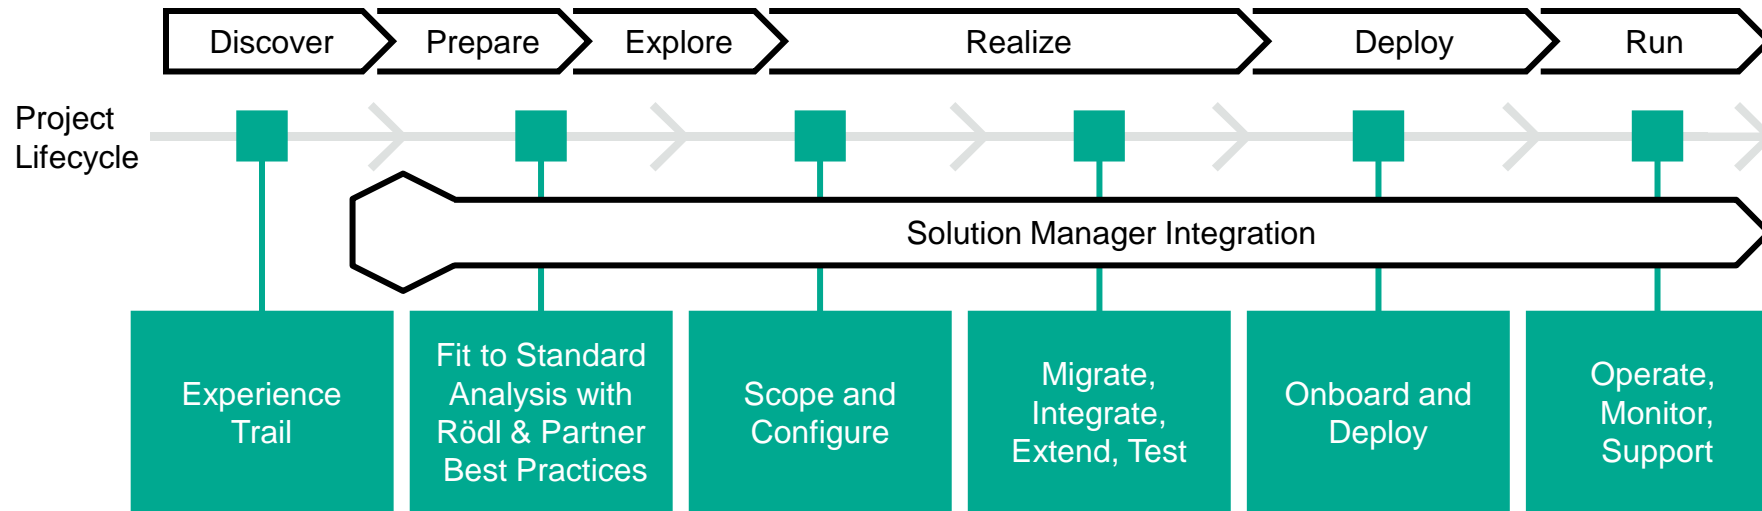 Discover
Prepare
Explore
Realize
Deploy
Run
Project
Lifecycle
Solution Manager Integration
Experience
Trail
Fit to Standard
Analysis with
Rödl & Partner
Best Practices
Scope and
Configure
Migrate,
Integrate,
Extend, Test
Onboard and
Deploy
Operate,
Monitor,
Support